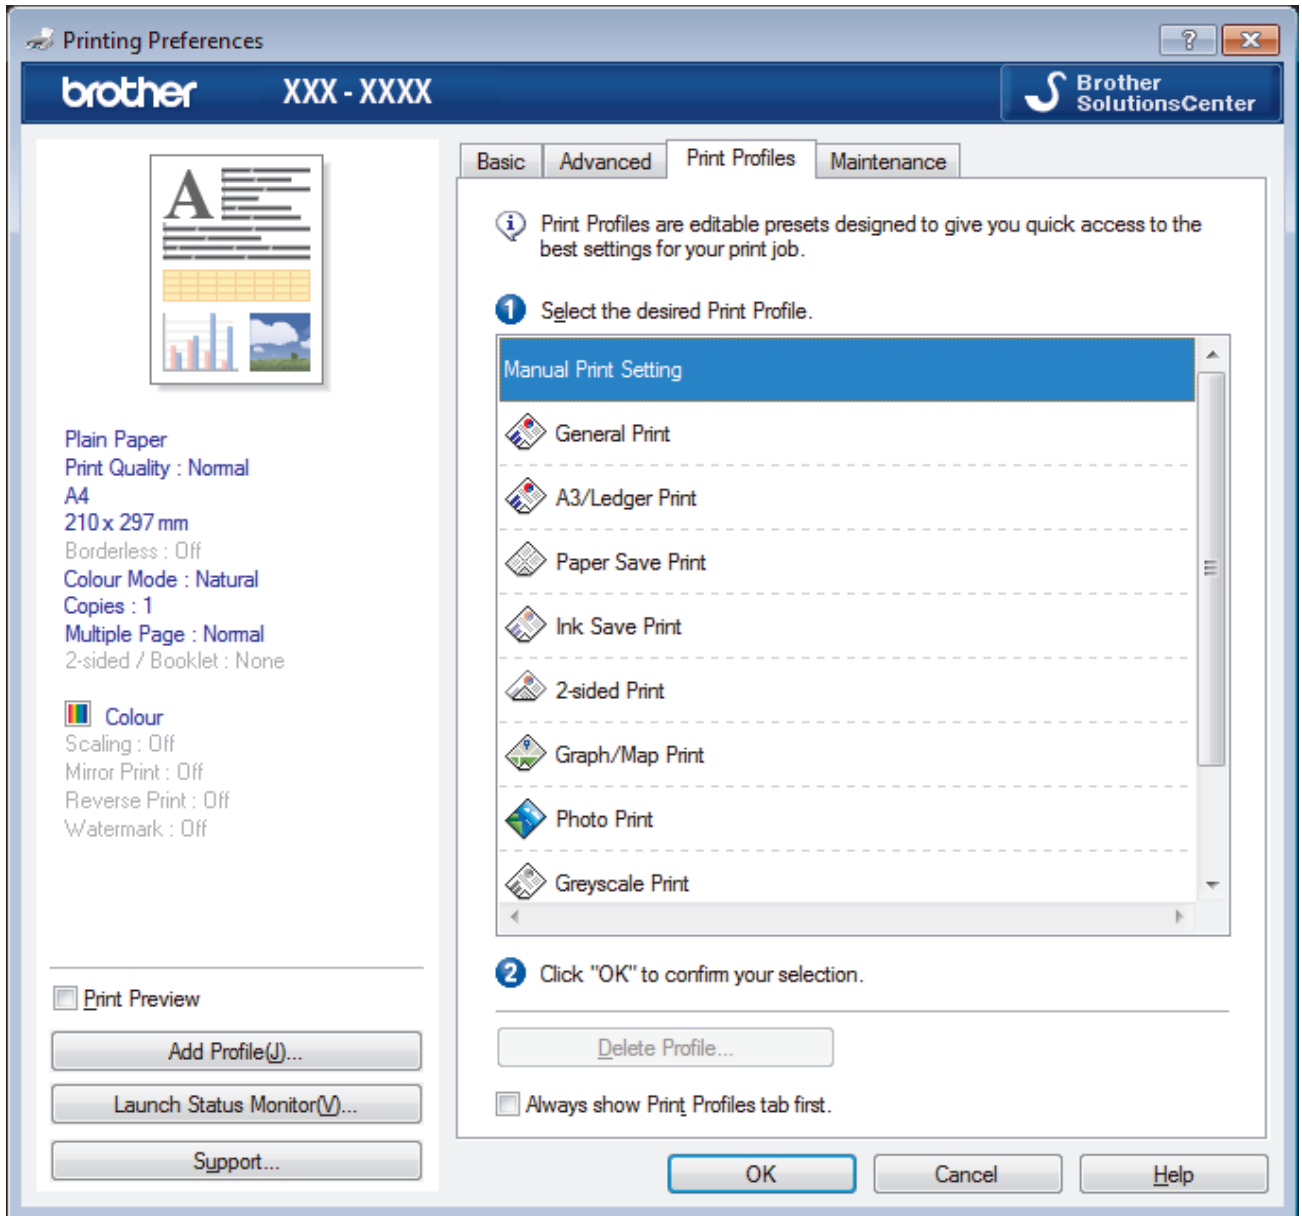 Printing Preferences
brother XXX - XXXX
Brother
SolutionsCenter
Basic Advanced Print Profiles Maintenance
A
Print Profiles are editable presets designed to give you quick access to the
best settings for your print job.
1 Select the desired Print Profile.
Manual Print Setting
General Print
A3/Ledger Print
Paper Save Print
Ink Save Print
2-sided Print
Graph/Map Print
Photo Print
Greyscale Print
2 Click "OK" to confirm your selection.
Delete Profile...
Always show Print Profiles tab first.
Plain Paper
Print Quality : Normal
A4
210 x 297 mm
Borderless : Off
Colour Mode : Natural
Copies : 1
Multiple Page : Normal
2-sided / Booklet : None
Colour
Scaling : Off
Mirror Print : Off
Reverse Print : Off
Watermark : Off
Print Preview
Add Profile(J)...
Launch Status Monitor(V)...
Support...
OK Cancel Help